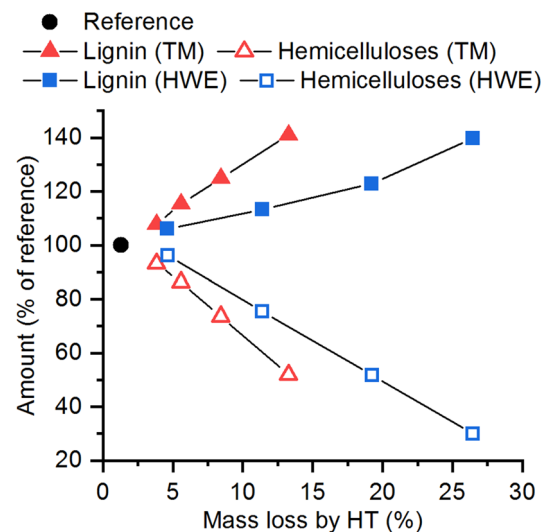 Reference
Lignin (TM) Hemicelluloses (TM)
Lignin (HWE) Hemicelluloses (HWE)
Amount (% of reference)
140
120
100
80
60
40
20
0 5 10 15 20 25 30
Mass loss by HT (%)